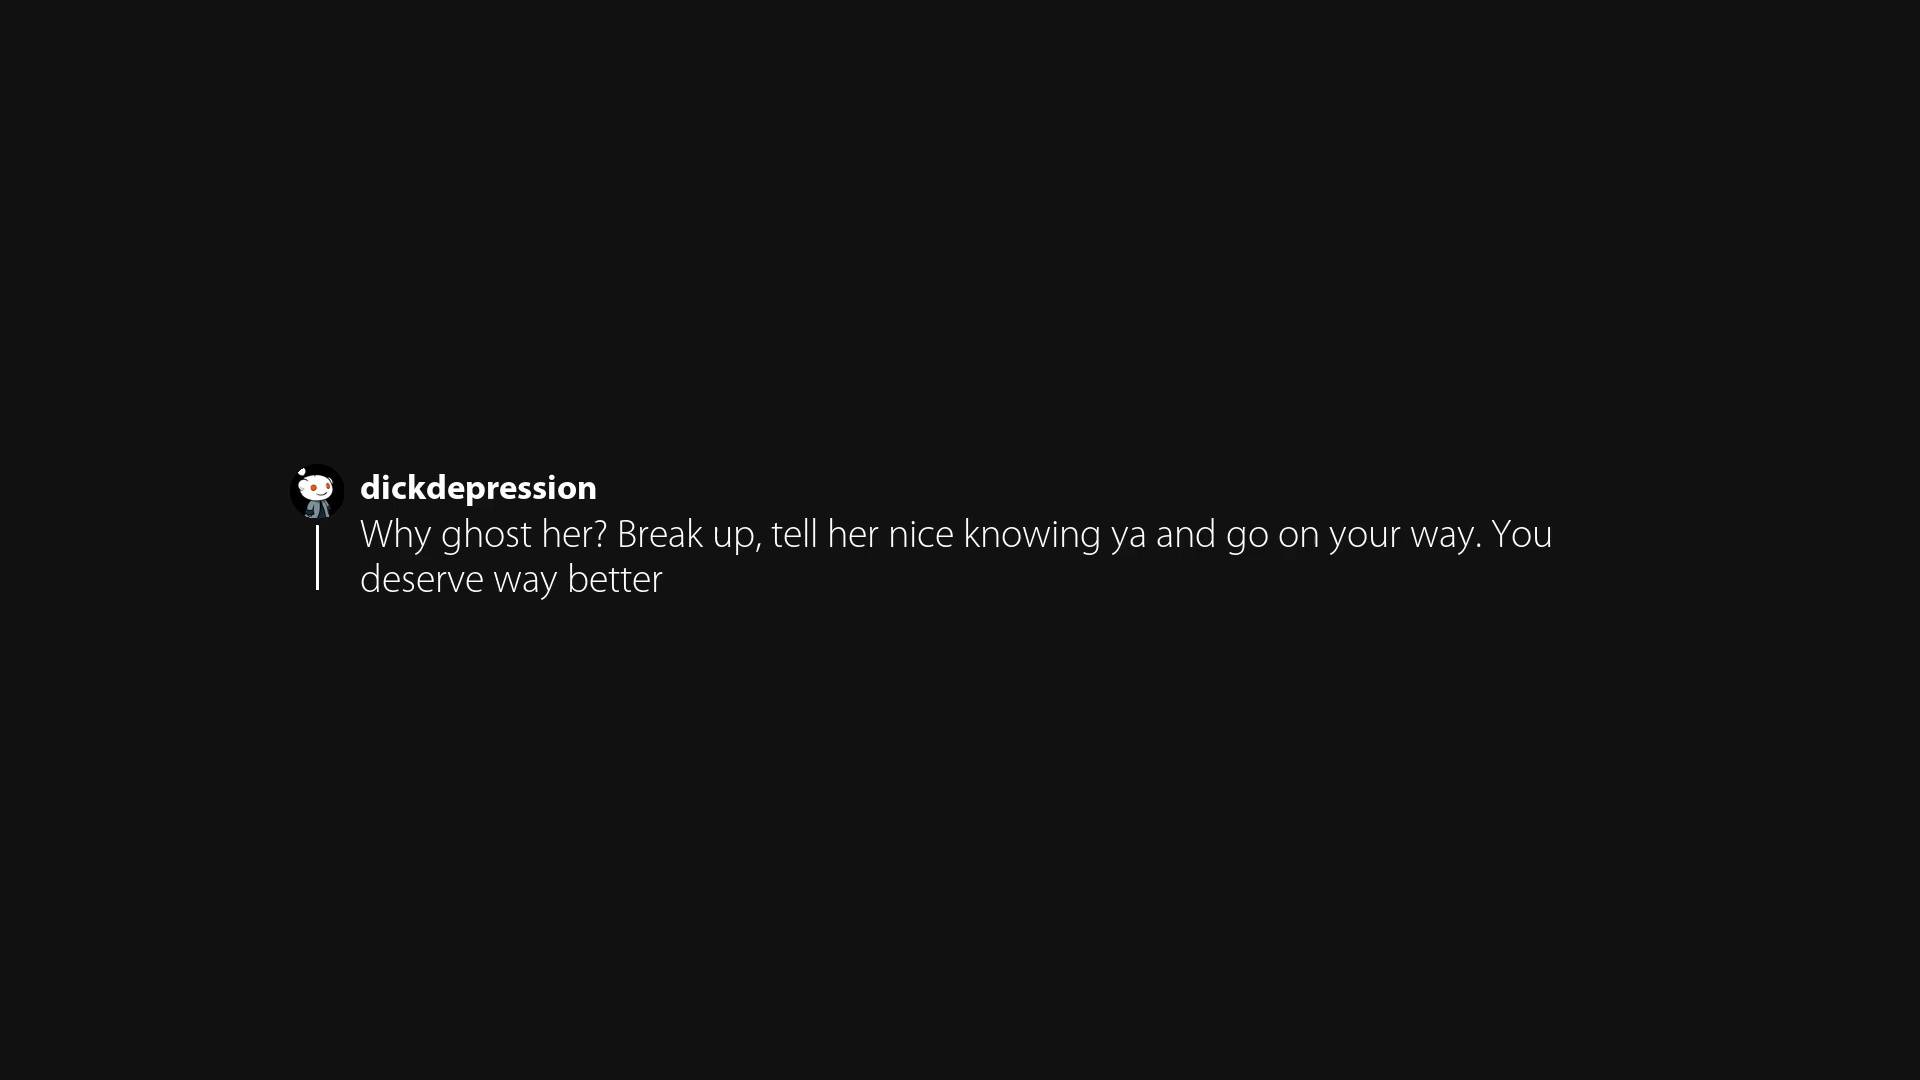 dickdepression
Why ghost her? Break up, tell her nice knowing ya and go on your way. You
deserve way better